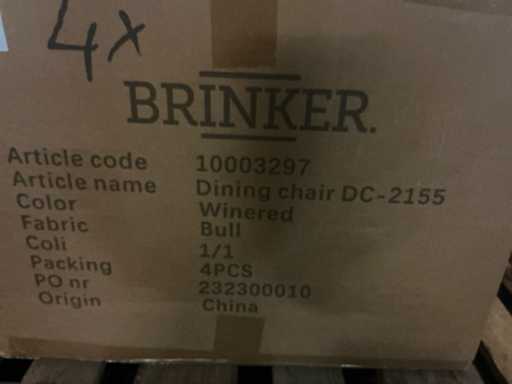 4x
BRINKER.
Article code 10003297
Article name Dining chair DC-2155
Color Winered
Fabric Bull
Coli 1/1
Packing 4PCS
PO nr 232300010
Origin China